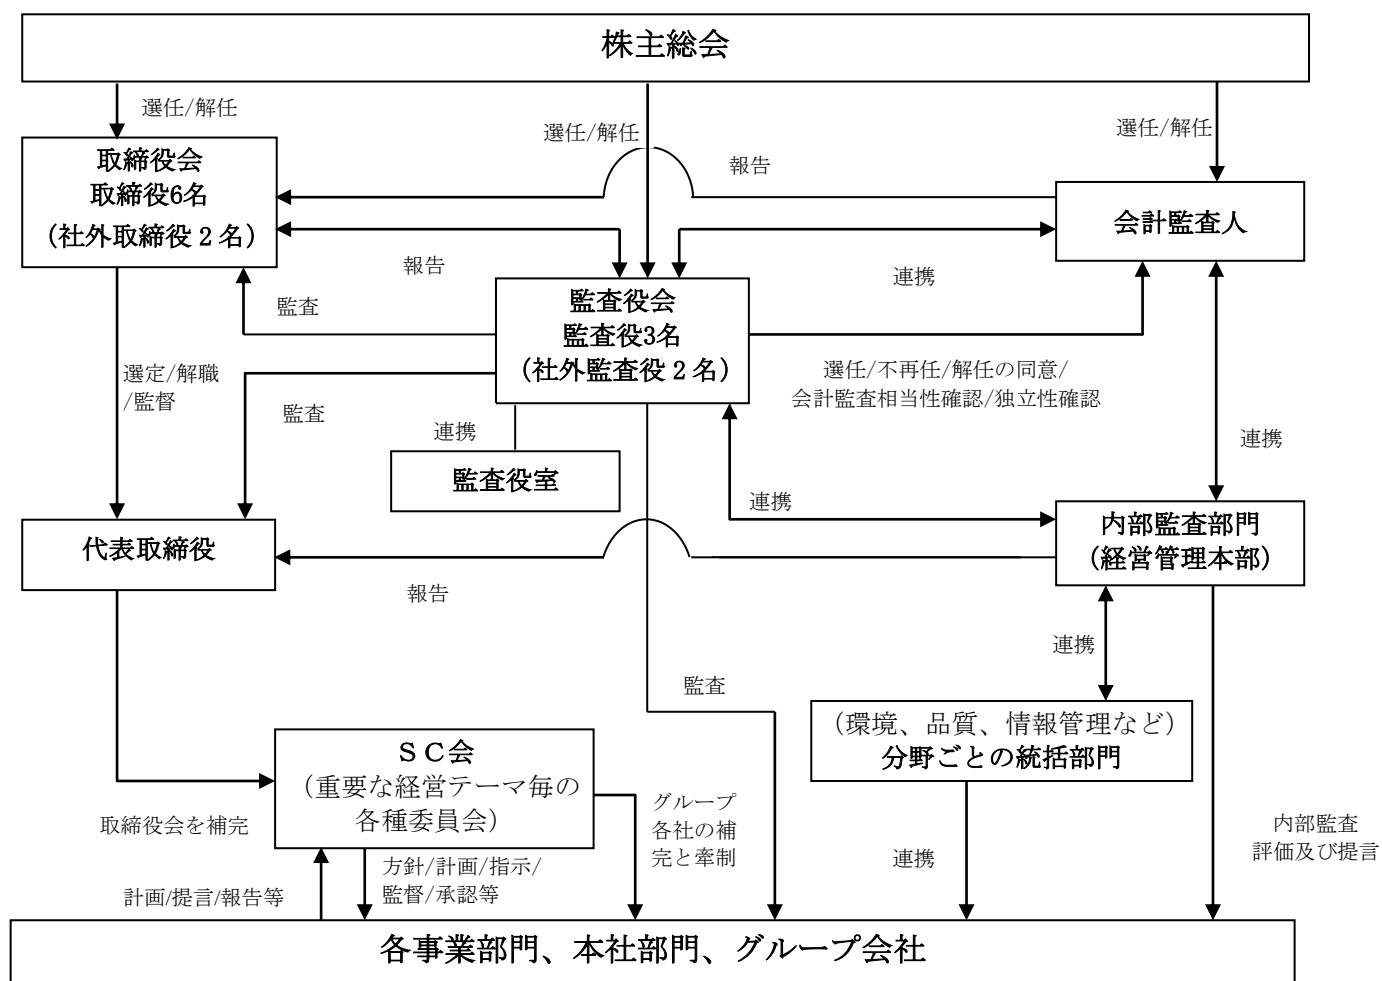 株主総会
選任/解任
選任/解任
選任/解任
取締役会
取締役6名
（社外取締役２名）
報告
会計監査人
報告
連携
監査
監査役会
監査役3名
（社外監査役２名）
選定/解職
/監督
監査
選任/不再任/解任の同意/
会計監査相当性確認/独立性確認
連携
連携
監査役室
連携
代表取締役
内部監査部門
（経営管理本部）
報告
連携
監査
（環境、品質、情報管理など）
分野ごとの統括部門
ＳＣ会
（重要な経営テーマ毎の
各種委員会）
取締役会を補完
グループ
各社の補
完と牽制
連携
内部監査
評価及び提言
計画/提言/報告等
方針/計画/指示/
監督/承認等
各事業部門、本社部門、グループ会社